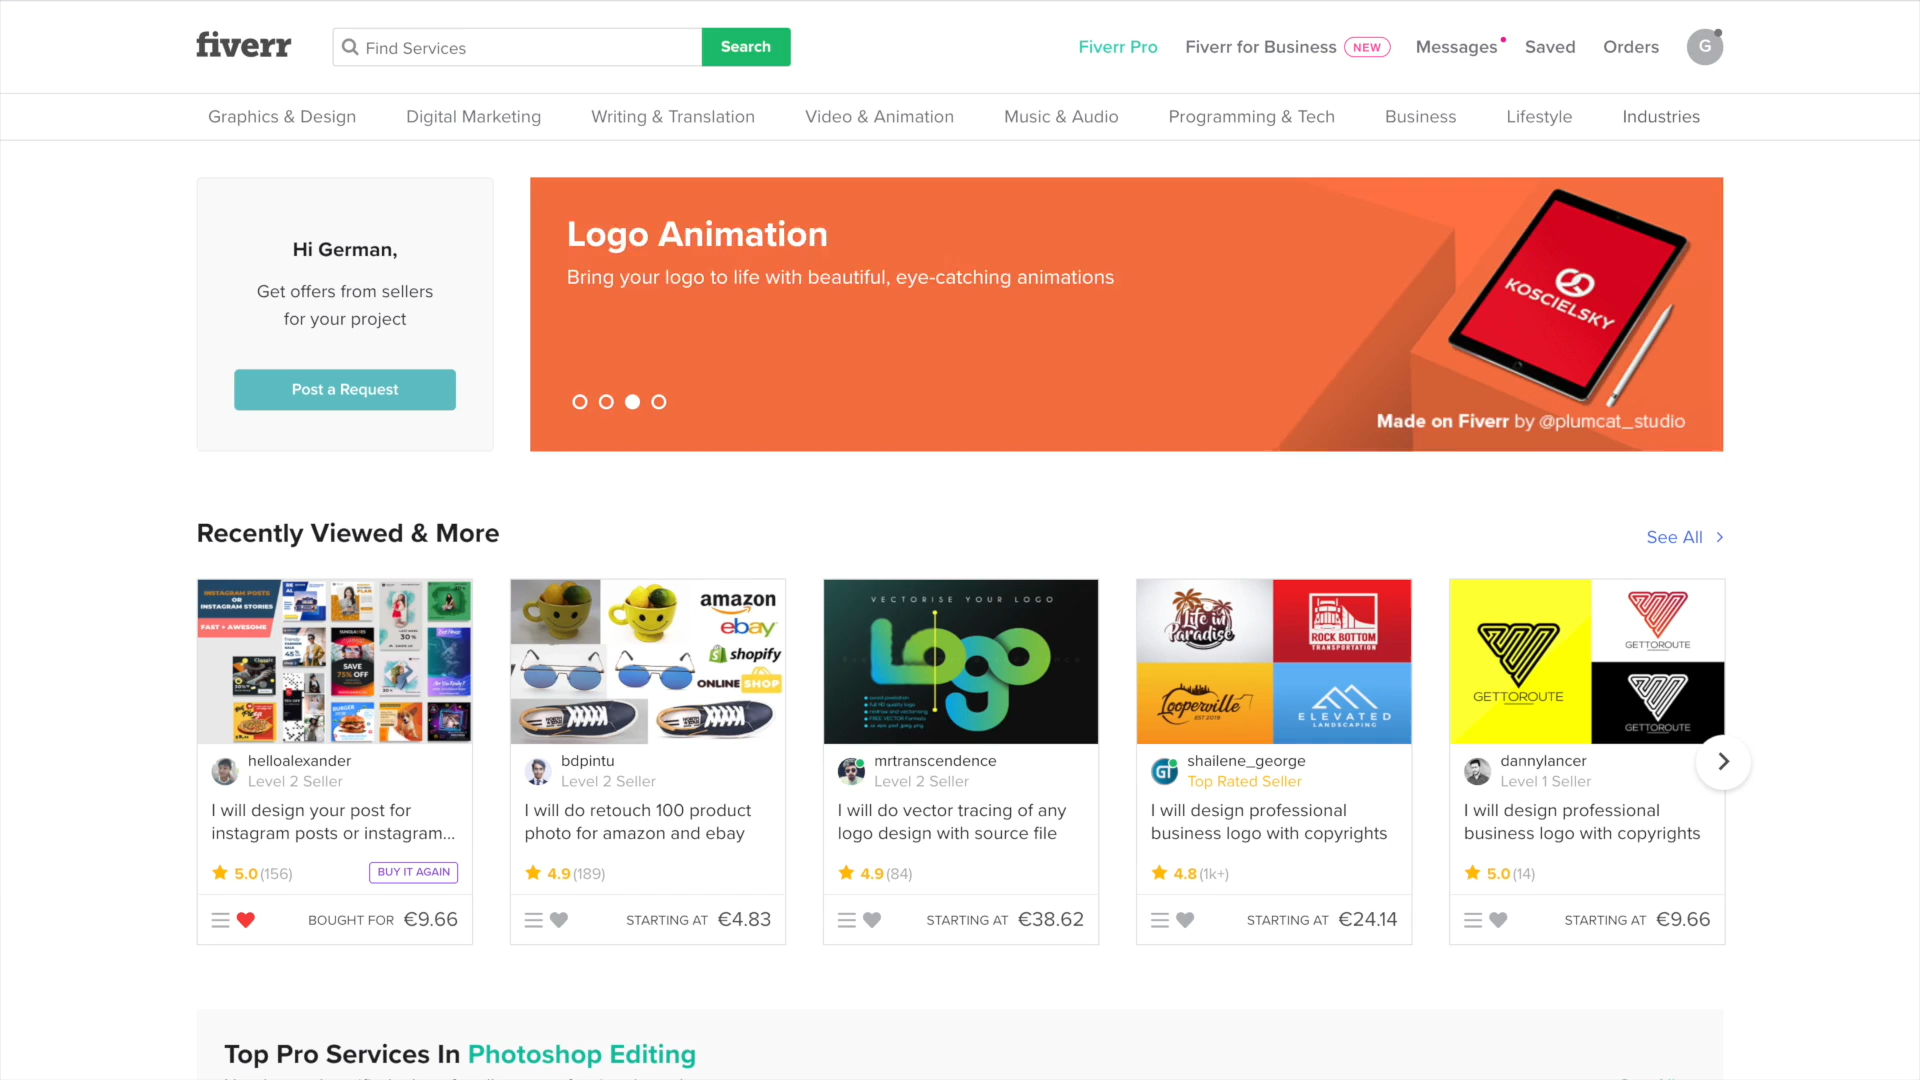 fiverr
Find Services
Search
Fiverr Pro
Fiverr for Business NEW
Messages
Saved
Orders
G
Graphics & Design
Digital Marketing
Writing & Translation
Video & Animation
Music & Audio
Programming & Tech
Business
Lifestyle
Industries
Hi German,
Get offers from sellers
for your project
Post a Request
Logo Animation
Bring your logo to life with beautiful, eye-catching animations
KOSCIELSKY
Made on Fiverr by @plumcat_studio
Recently Viewed & More
See All
INSTAGRAM POSTS
OR
INSTAGRAM STORIES
FAST + AWESOME
SAVE
75% OFF
BURGER
helloalexander
Level 2 Seller
I will design your post for
instagram posts or instagram...
5.0 (156)
BUY IT AGAIN
BOUGHT FOR €9.66
amazon
ebay
shopify
ONLINE SHOP
bdpintu
Level 2 Seller
I will do retouch 100 product
photo for amazon and ebay
4.9 (189)
STARTING AT €4.83
VECTORISE YOUR LOGO
Logo
mrtranscendence
Level 2 Seller
I will do vector tracing of any
logo design with source file
4.9 (84)
STARTING AT €38.62
Life in
Paradise
ROCK BOTTOM
TRANSPORTATION
Looperville
EST 2019
ELEVATED
LANDSCAPING
GT
shailene_george
Top Rated Seller
I will design professional
business logo with copyrights
4.8 (1k+)
STARTING AT €24.14
GETTOROUTE
GETTOROUTE
GETTOROUTE
dannylancer
Level 1 Seller
I will design professional
business logo with copyrights
5.0 (14)
STARTING AT €9.66
Top Pro Services In Photoshop Editing